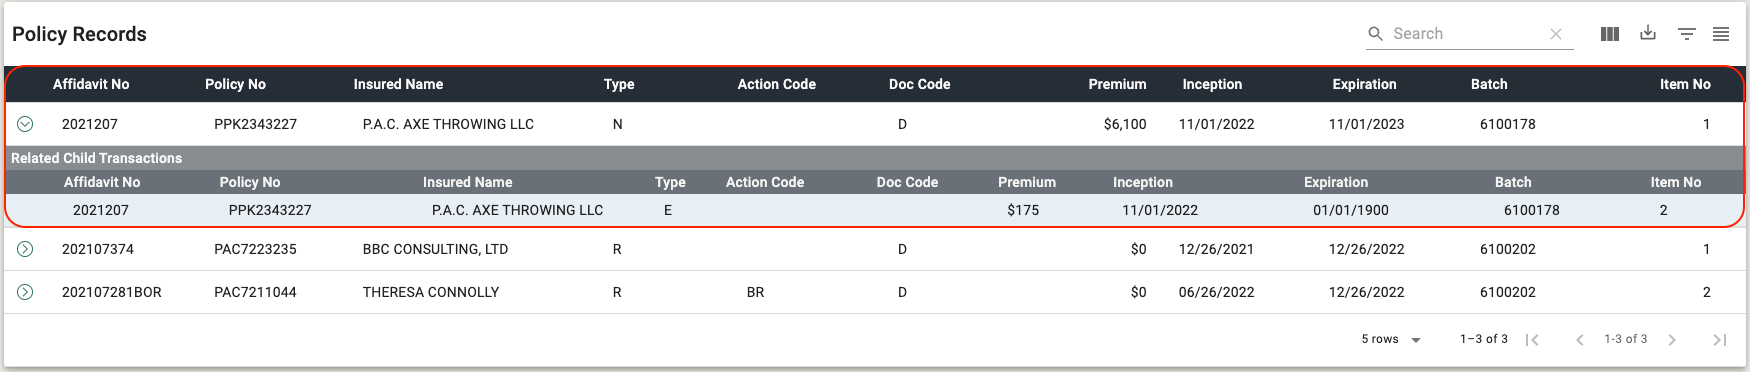 Policy Records
Search
Affidavit No Policy No Insured Name Type Action Code Doc Code Premium Inception Expiration Batch Item No
2021207 PPK2343227 P.A.C. AXE THROWING LLC N D $6,100 11/01/2022 11/01/2023 6100178 1
Related Child Transactions
Affidavit No Policy No Insured Name Type Action Code Doc Code Premium Inception Expiration Batch Item No
2021207 PPK2343227 P.A.C. AXE THROWING LLC E $175 11/01/2022 01/01/1900 6100178 2
202107374 PAC7223235 BBC CONSULTING, LTD R D $0 12/26/2021 12/26/2022 6100202 1
202107281BOR PAC7211044 THERESA CONNOLLY R BR D $0 06/26/2022 12/26/2022 6100202 2
5 rows 1–3 of 3 1-3 of 3